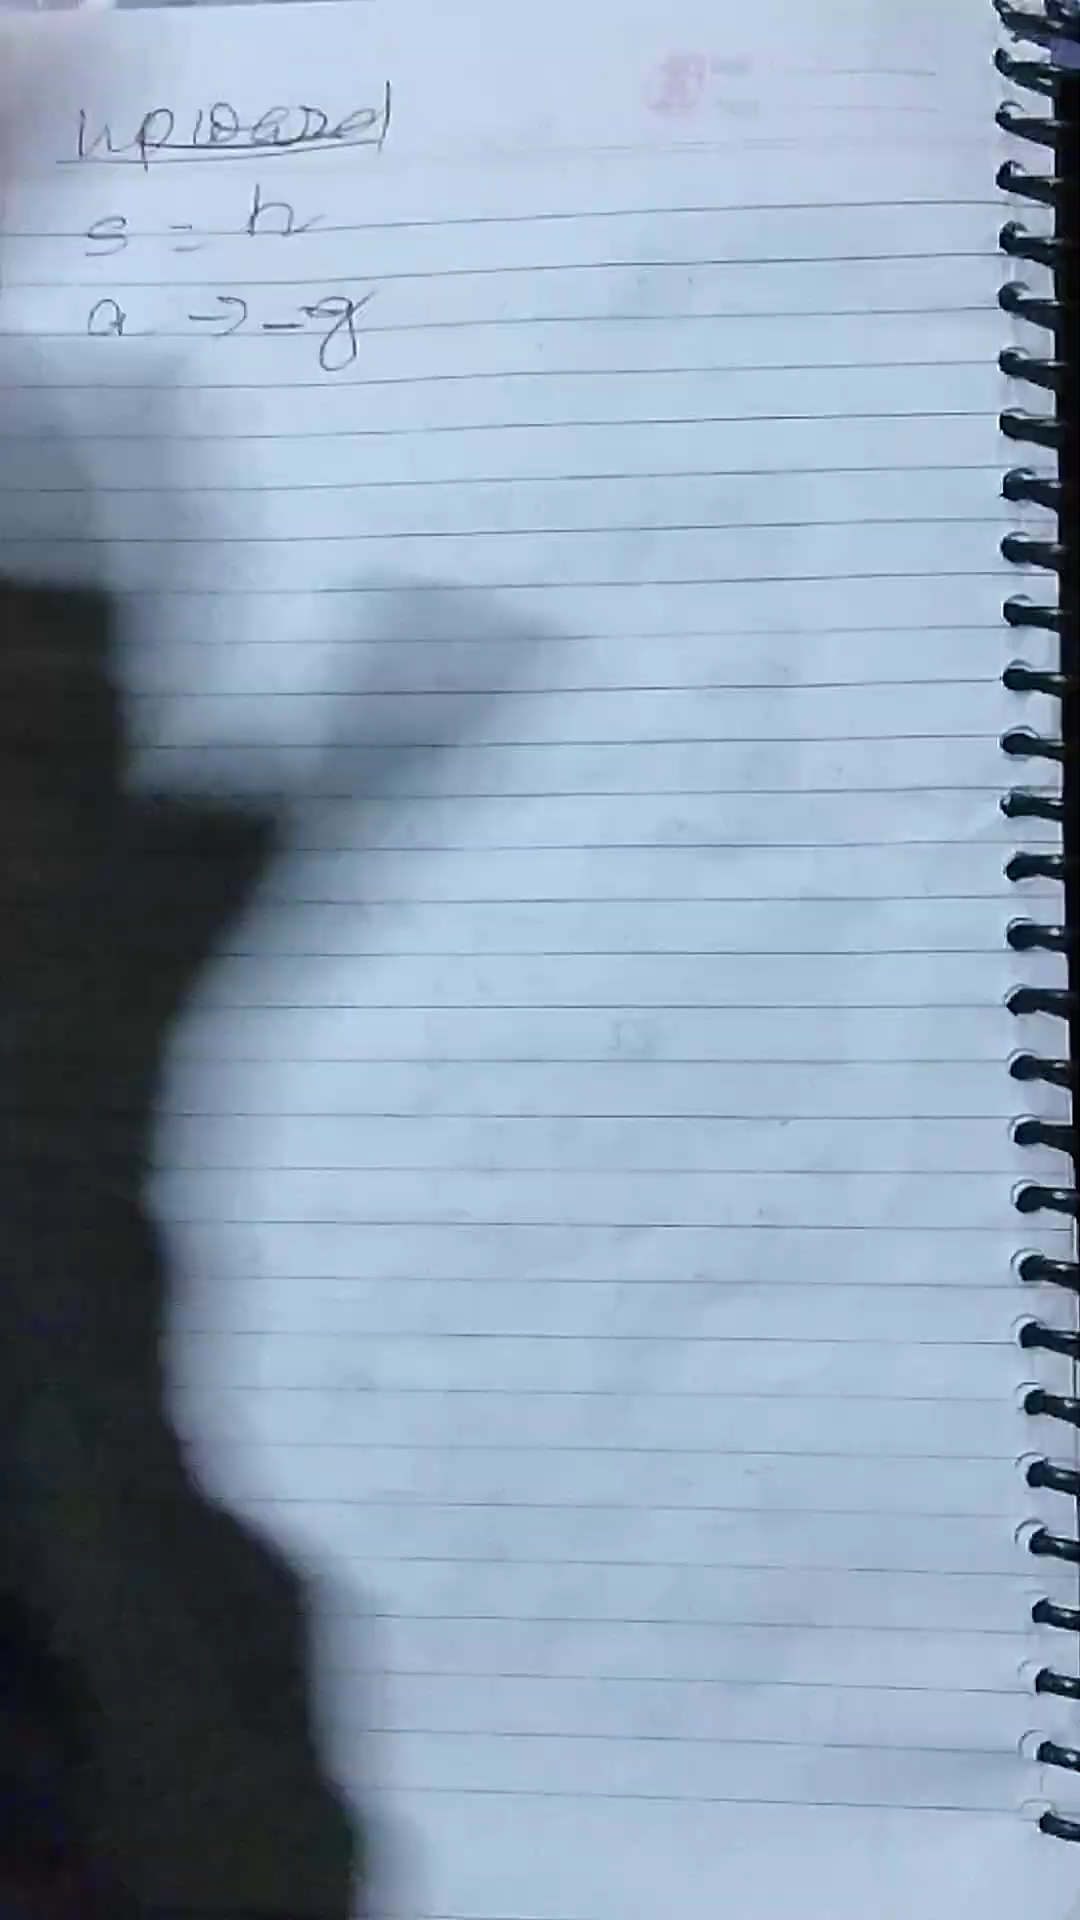 upward
s = h
a → -g